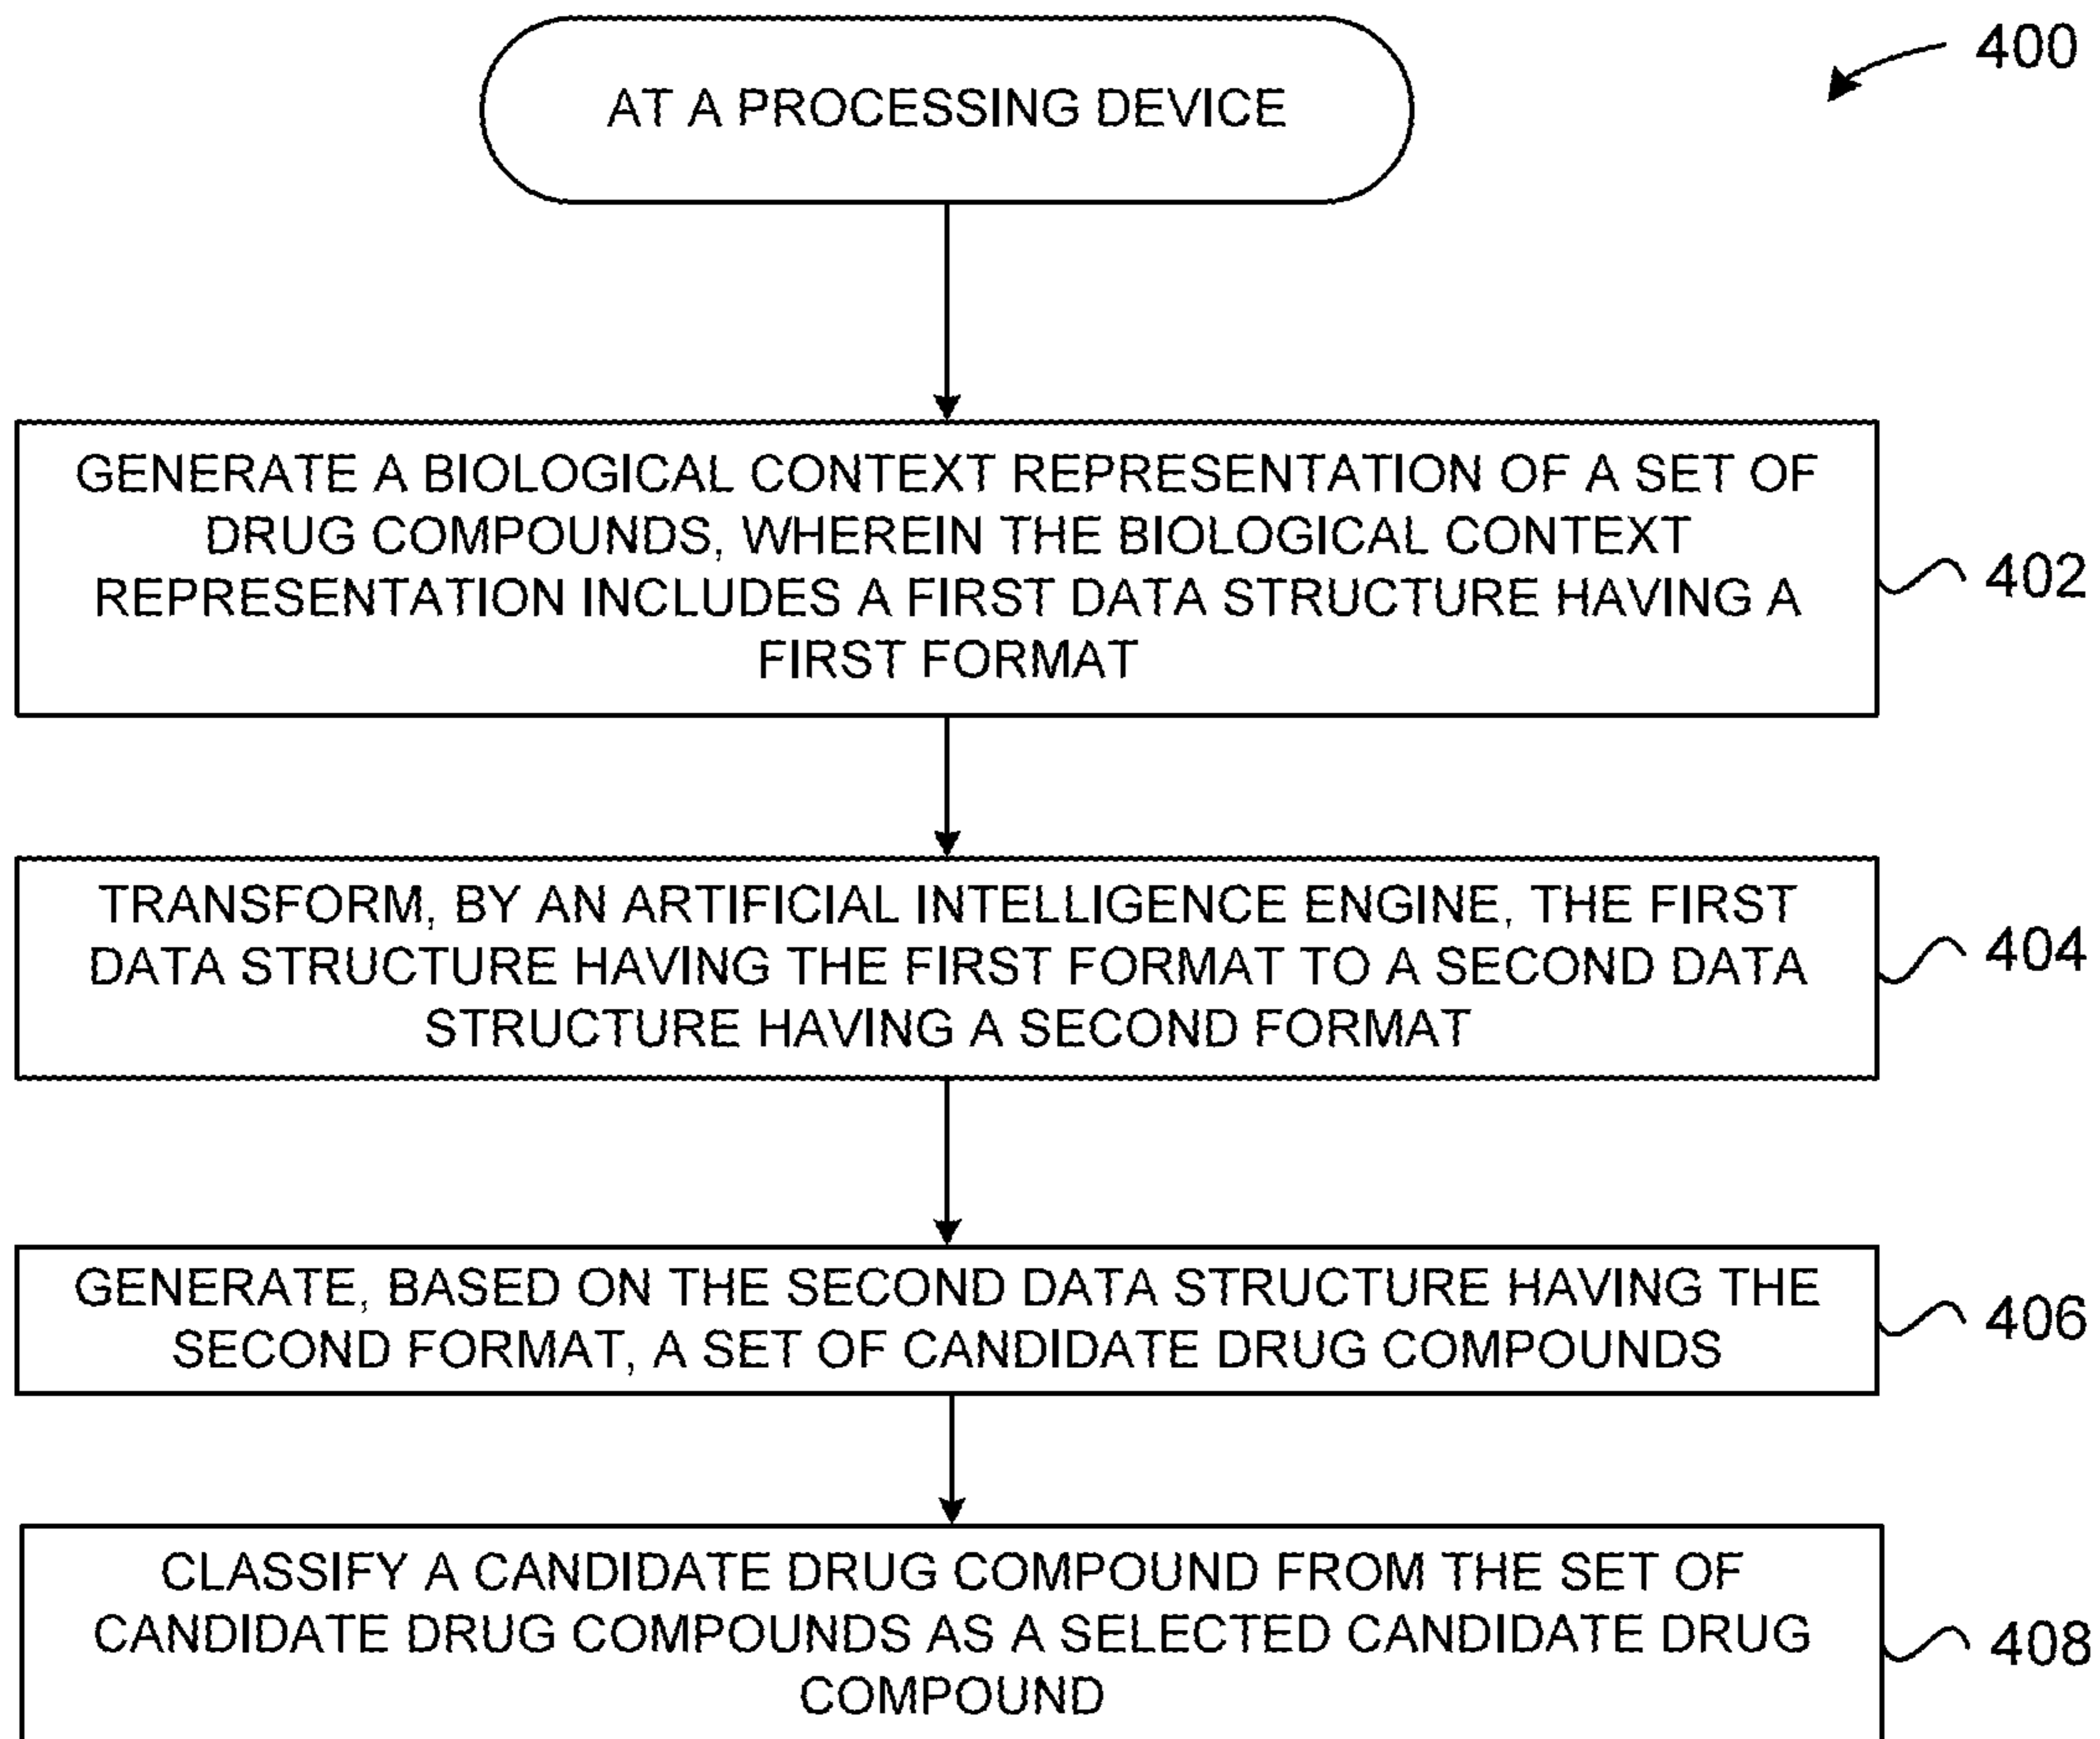 400
AT A PROCESSING DEVICE
GENERATE A BIOLOGICAL CONTEXT REPRESENTATION OF A SET OF
DRUG COMPOUNDS, WHEREIN THE BIOLOGICAL CONTEXT
REPRESENTATION INCLUDES A FIRST DATA STRUCTURE HAVING A
FIRST FORMAT
402
TRANSFORM, BY AN ARTIFICIAL INTELLIGENCE ENGINE, THE FIRST
DATA STRUCTURE HAVING THE FIRST FORMAT TO A SECOND DATA
STRUCTURE HAVING A SECOND FORMAT
404
GENERATE, BASED ON THE SECOND DATA STRUCTURE HAVING THE
SECOND FORMAT, A SET OF CANDIDATE DRUG COMPOUNDS
406
CLASSIFY A CANDIDATE DRUG COMPOUND FROM THE SET OF
CANDIDATE DRUG COMPOUNDS AS A SELECTED CANDIDATE DRUG
COMPOUND
408